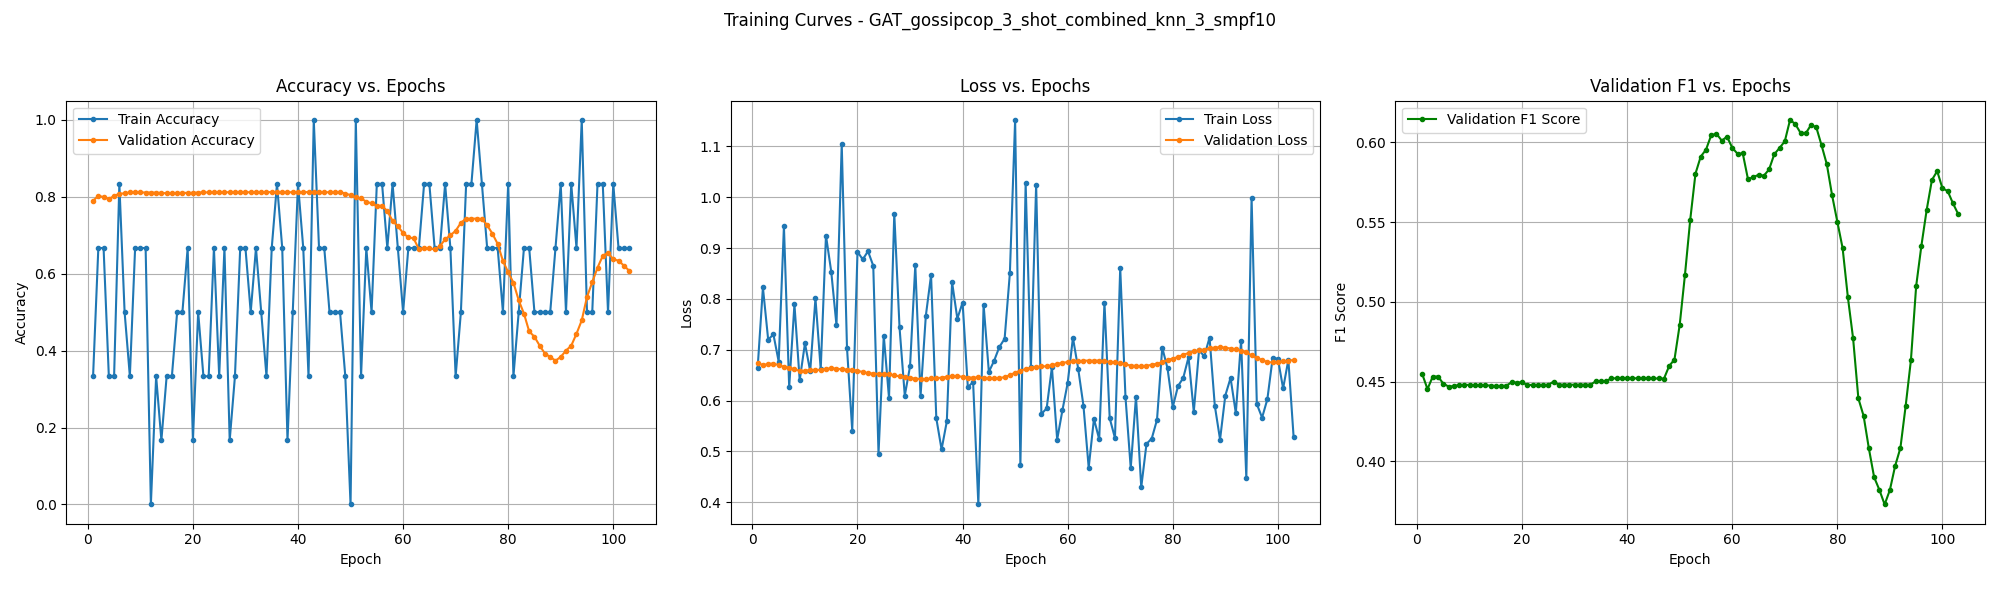 Training Curves - GAT_gossipcop_3_shot_combined_knn_3_smpf10
Accuracy vs. Epochs
Train Accuracy
Validation Accuracy
Accuracy
1.0
0.8
0.6
0.4
0.2
0.0
0 20 40 60 80 100
Epoch
Loss vs. Epochs
Train Loss
Validation Loss
Loss
1.1
1.0
0.9
0.8
0.7
0.6
0.5
0.4
0 20 40 60 80 100
Epoch
Validation F1 vs. Epochs
Validation F1 Score
F1 Score
0.60
0.55
0.50
0.45
0.40
0 20 40 60 80 100
Epoch